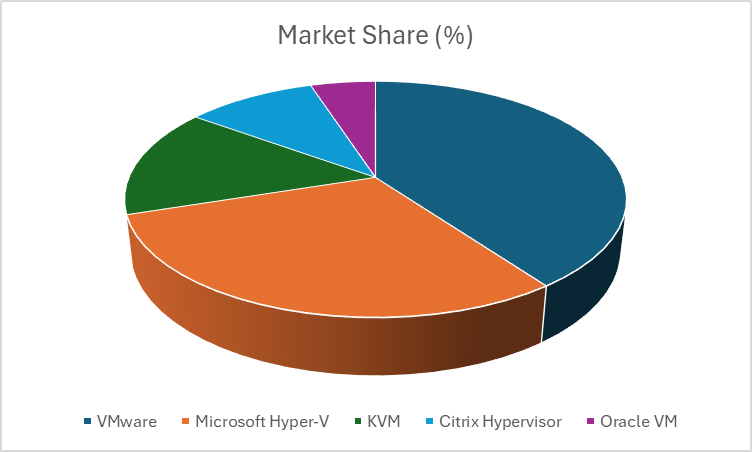 Market Share (%)
VMware Microsoft Hyper-V KVM Citrix Hypervisor Oracle VM